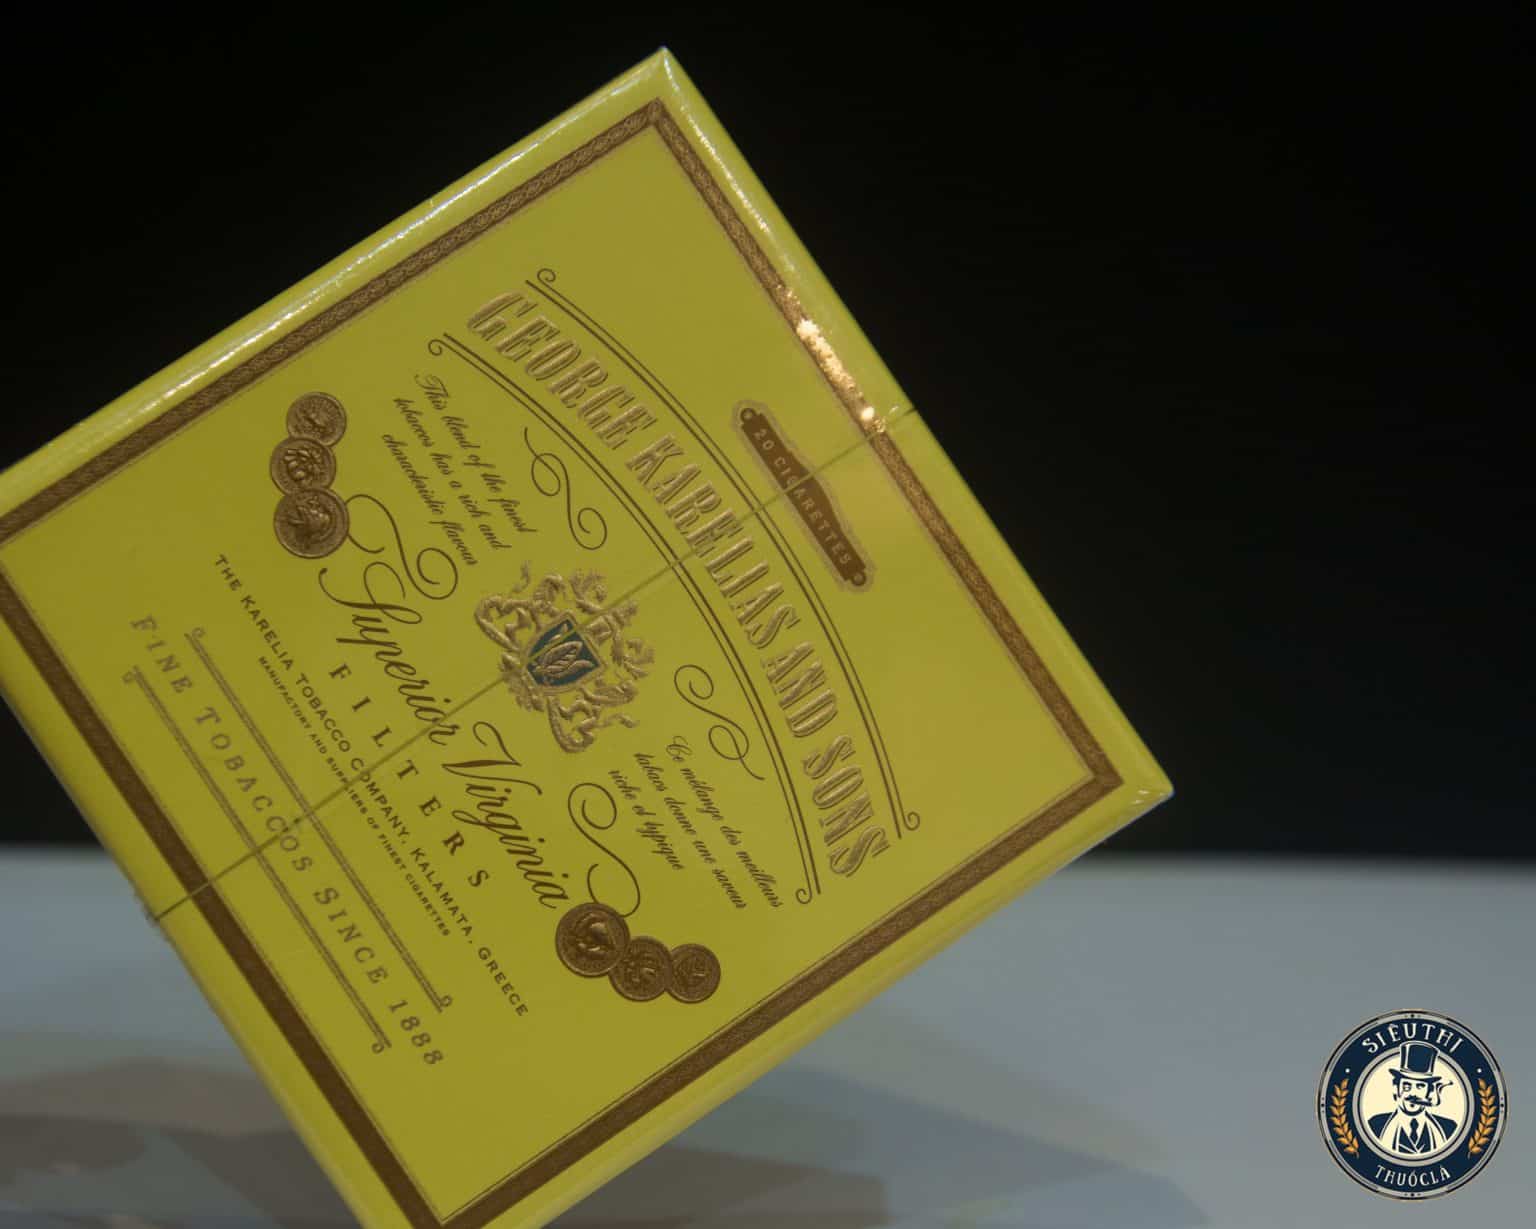 20 CIGARETTES
GEORGE KARELIAS AND SONS
This blend of the finest
tobaccos has a rich and
characteristic flavour
Ce mélange des meilleurs
tabacs donne une saveur
riche et typique
Superior Virginia
FILTERS
THE KARELIA TOBACCO COMPANY, KALAMATA, GREECE
MANUFACTORY AND SUPPLIERS OF FINEST CIGARETTES
FINE TOBACCOS SINCE 1888
SIÊUTHỊ
THUỐCLÁ